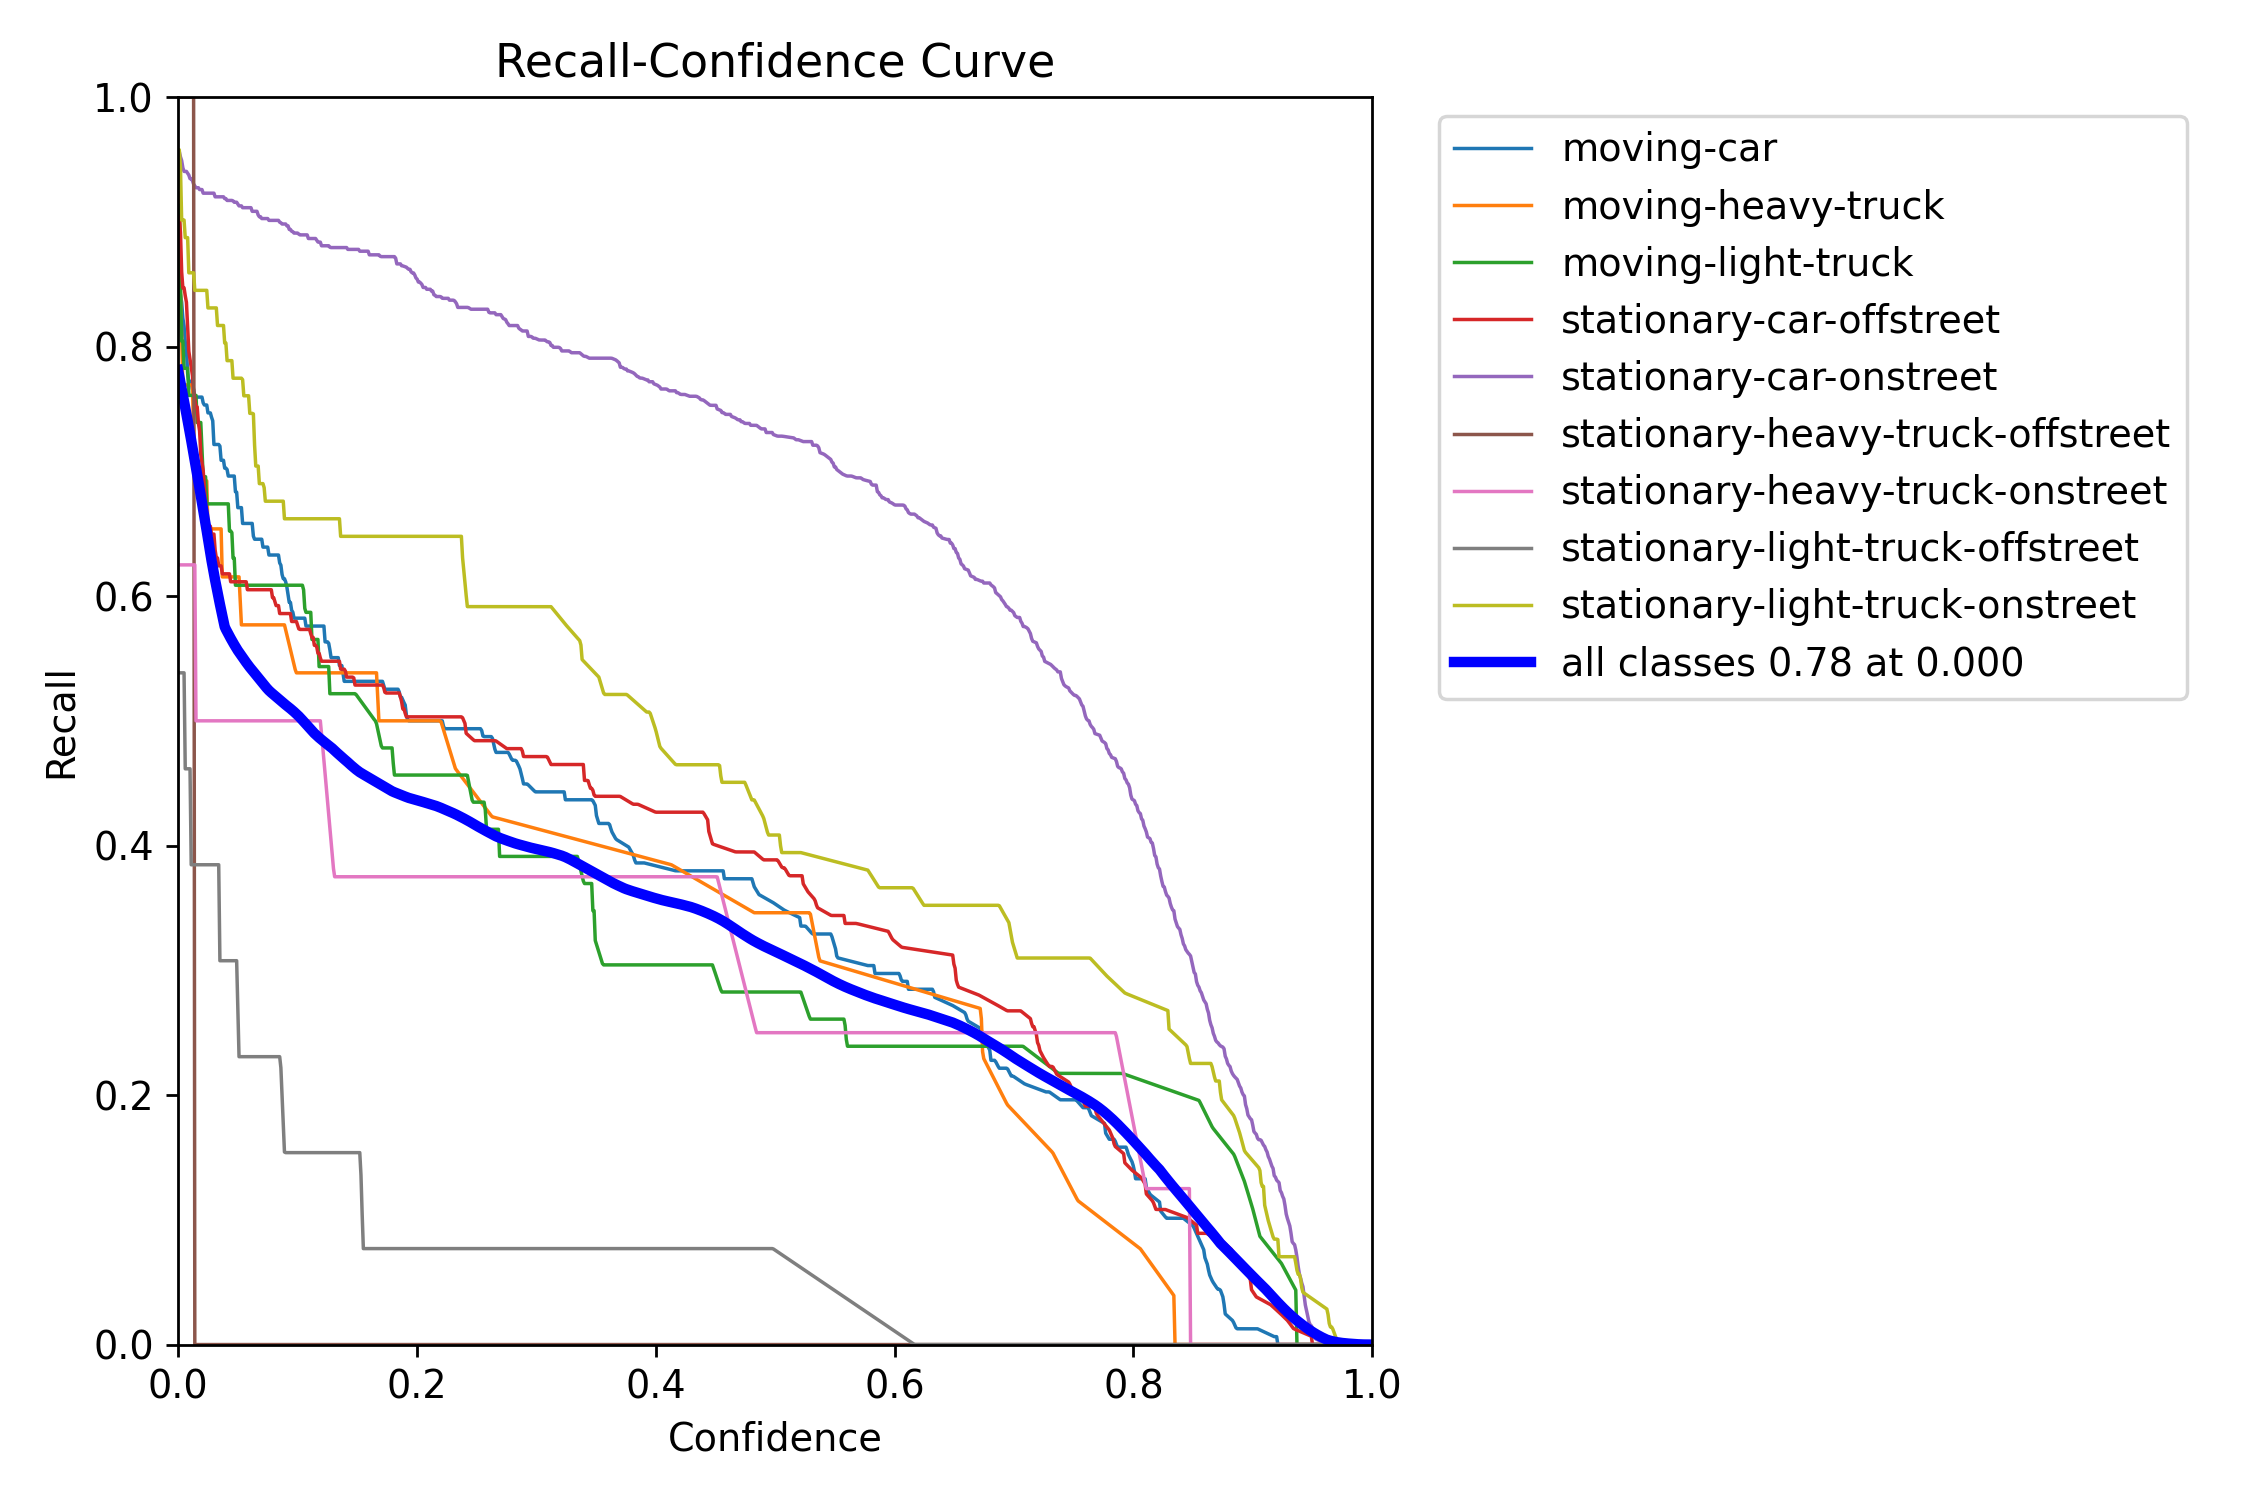 Recall-Confidence Curve
1.0
0.8
0.6
0.4
0.2
0.0
Recall
0.0 0.2 0.4 0.6 0.8 1.0
Confidence
moving-car
moving-heavy-truck
moving-light-truck
stationary-car-offstreet
stationary-car-onstreet
stationary-heavy-truck-offstreet
stationary-heavy-truck-onstreet
stationary-light-truck-offstreet
stationary-light-truck-onstreet
all classes 0.78 at 0.000